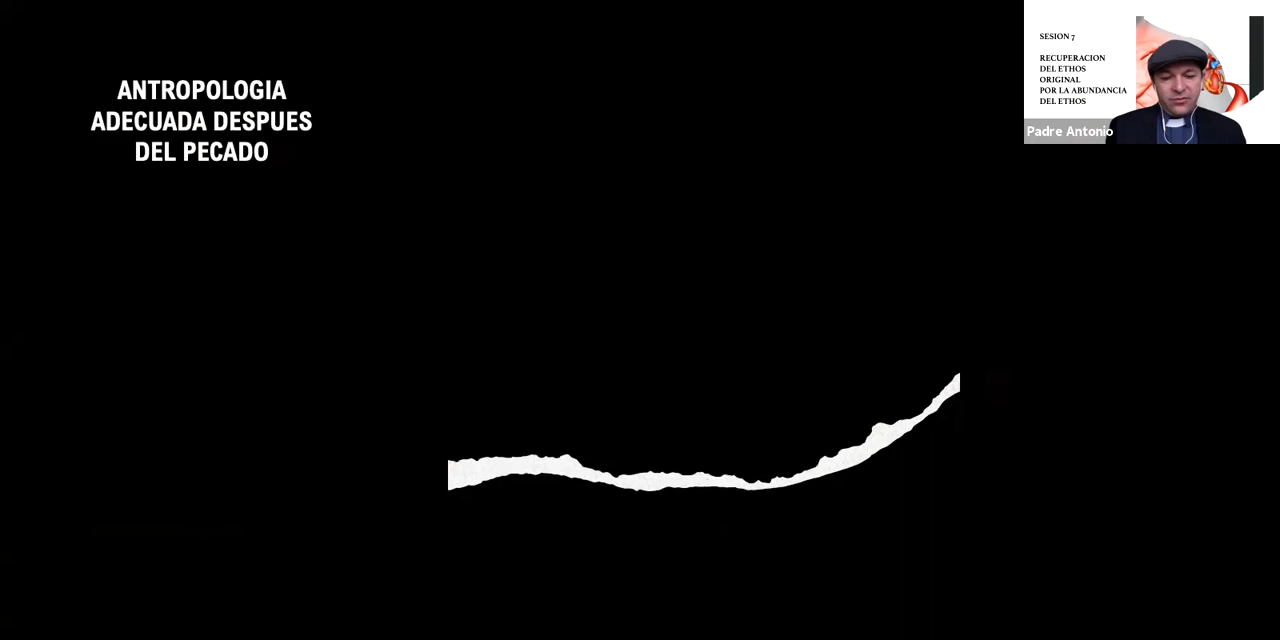 ANTROPOLOGIA
ADECUADA DESPUES
DEL PECADO
SESION 7
RECUPERACION
DEL ETHOS
ORIGINAL
POR LA ABUNDANCIA
DEL ETHOS
Padre Antonio